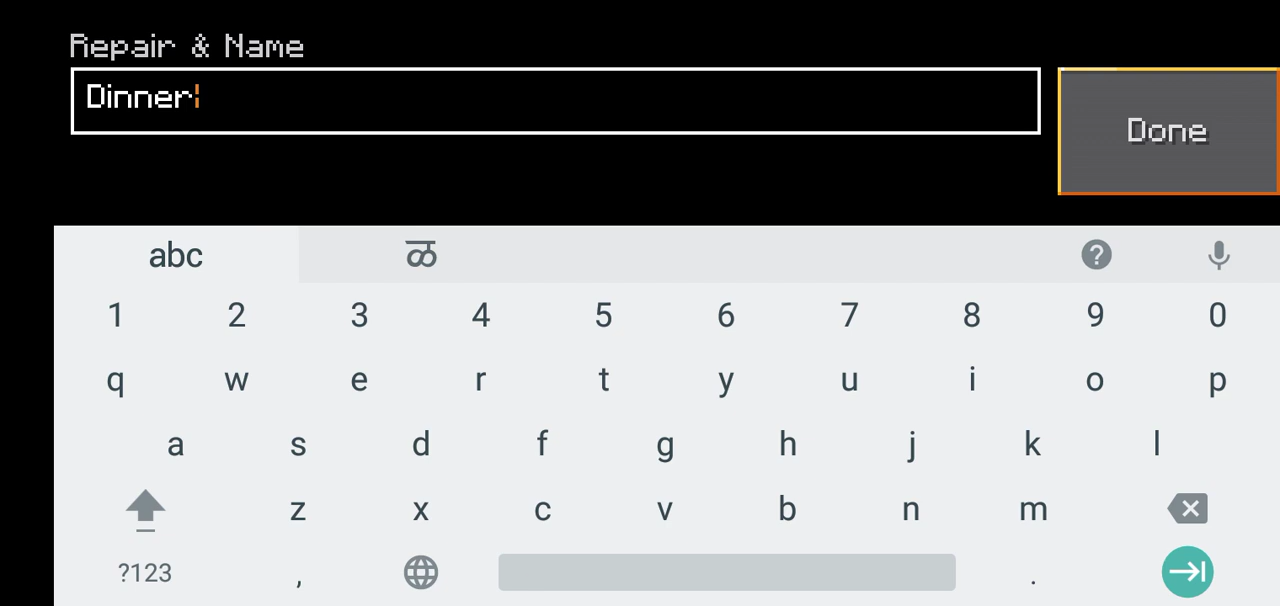 Repair & Name
Dinner
Done
abc
ळ
1 2 3 4 5 6 7 8 9 0
q w e r t y u i o p
a s d f g h j k l
z x c v b n m
?123 , .